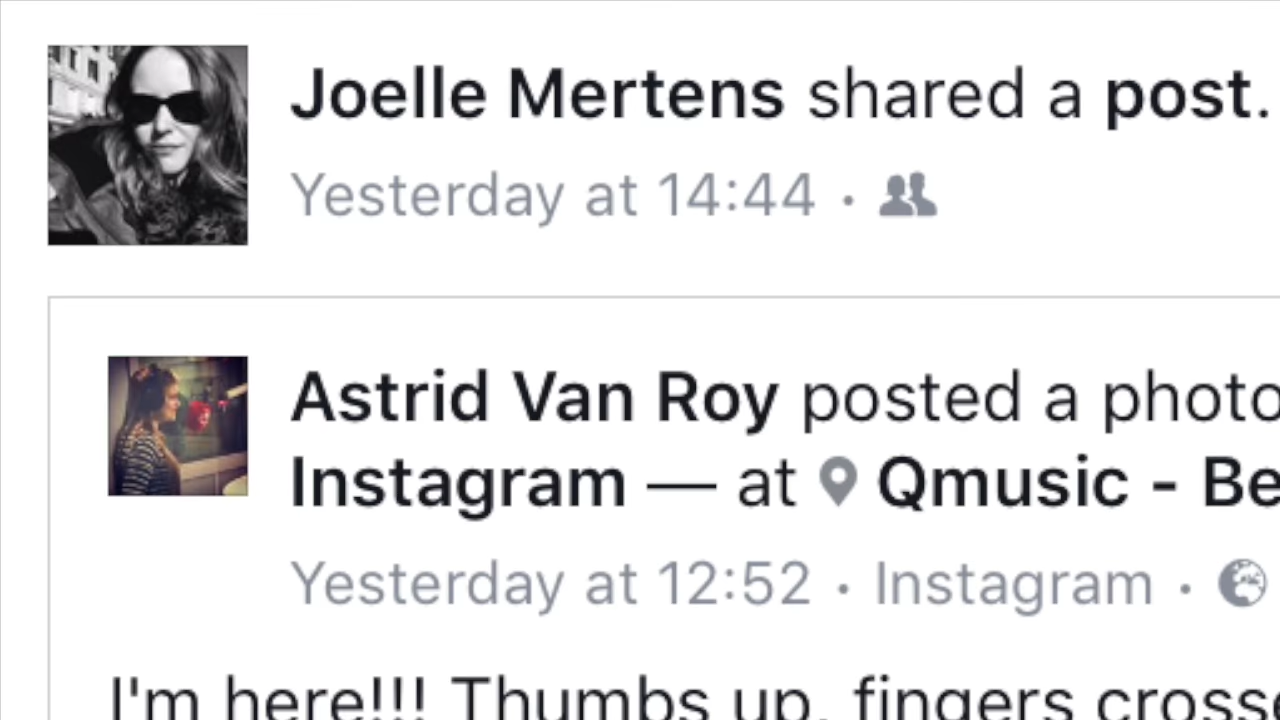 Joelle Mertens shared a post.
Yesterday at 14:44 ·
Astrid Van Roy posted a photo
Instagram — at Qmusic - Be
Yesterday at 12:52 · Instagram ·
I'm here!!! Thumbs up, fingers cross